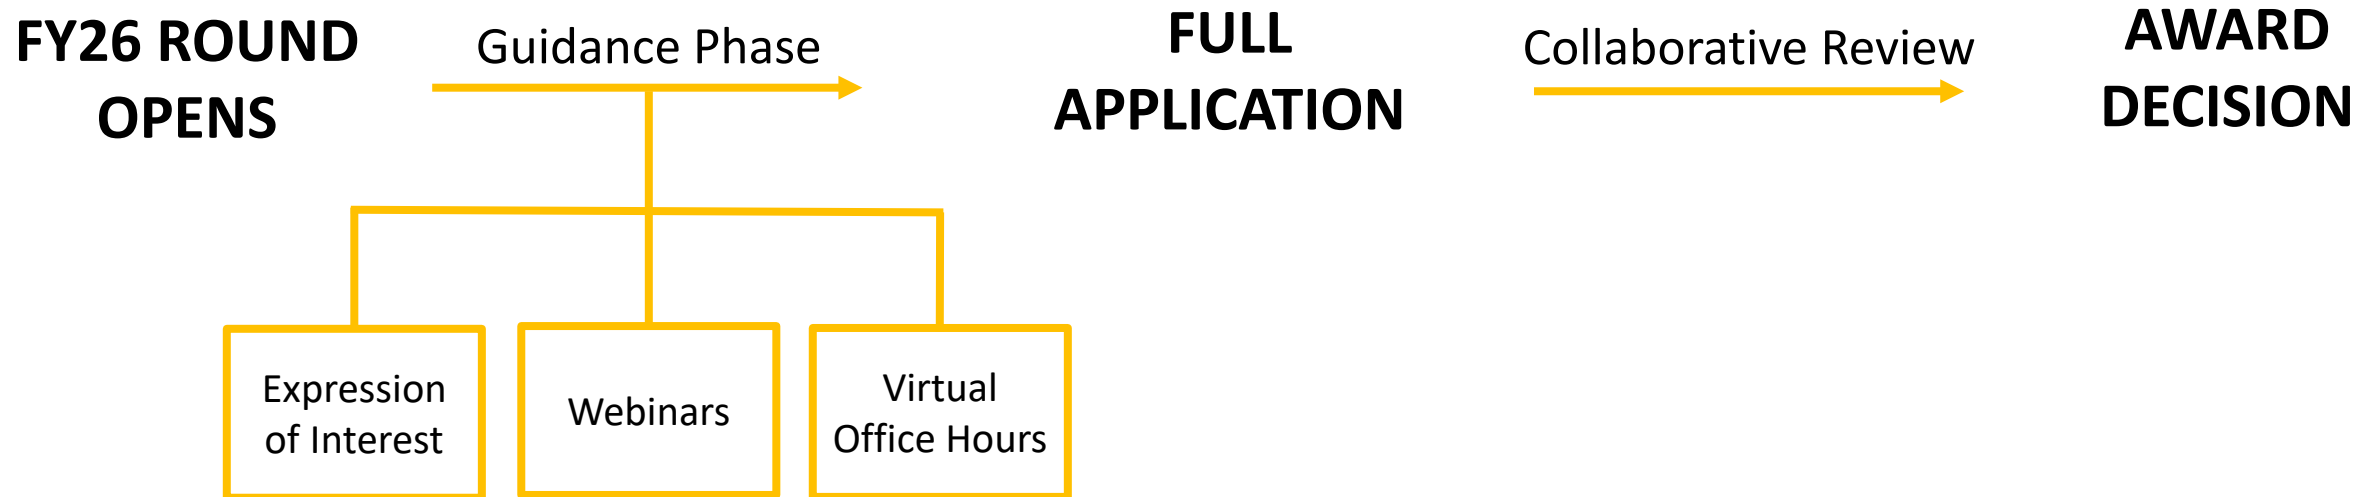 FY26 ROUND
OPENS
Guidance Phase
FULL
APPLICATION
Collaborative Review
AWARD
DECISION
Expression
of Interest
Webinars
Virtual
Office Hours